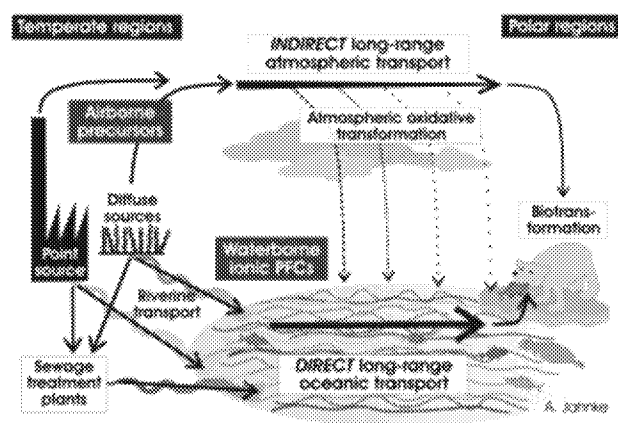 Temperate regions
Polar regions
INDIRECT long-range
atmospheric transport
Airborne
precursors
Atmospheric oxidative
transformation
Diffuse
sources
Biotrans-
formation
Point
source
Waterborne
ionic PFCs
Riverine
transport
Sewage
treatment
plants
DIRECT long-range
oceanic transport
A. Jahnke